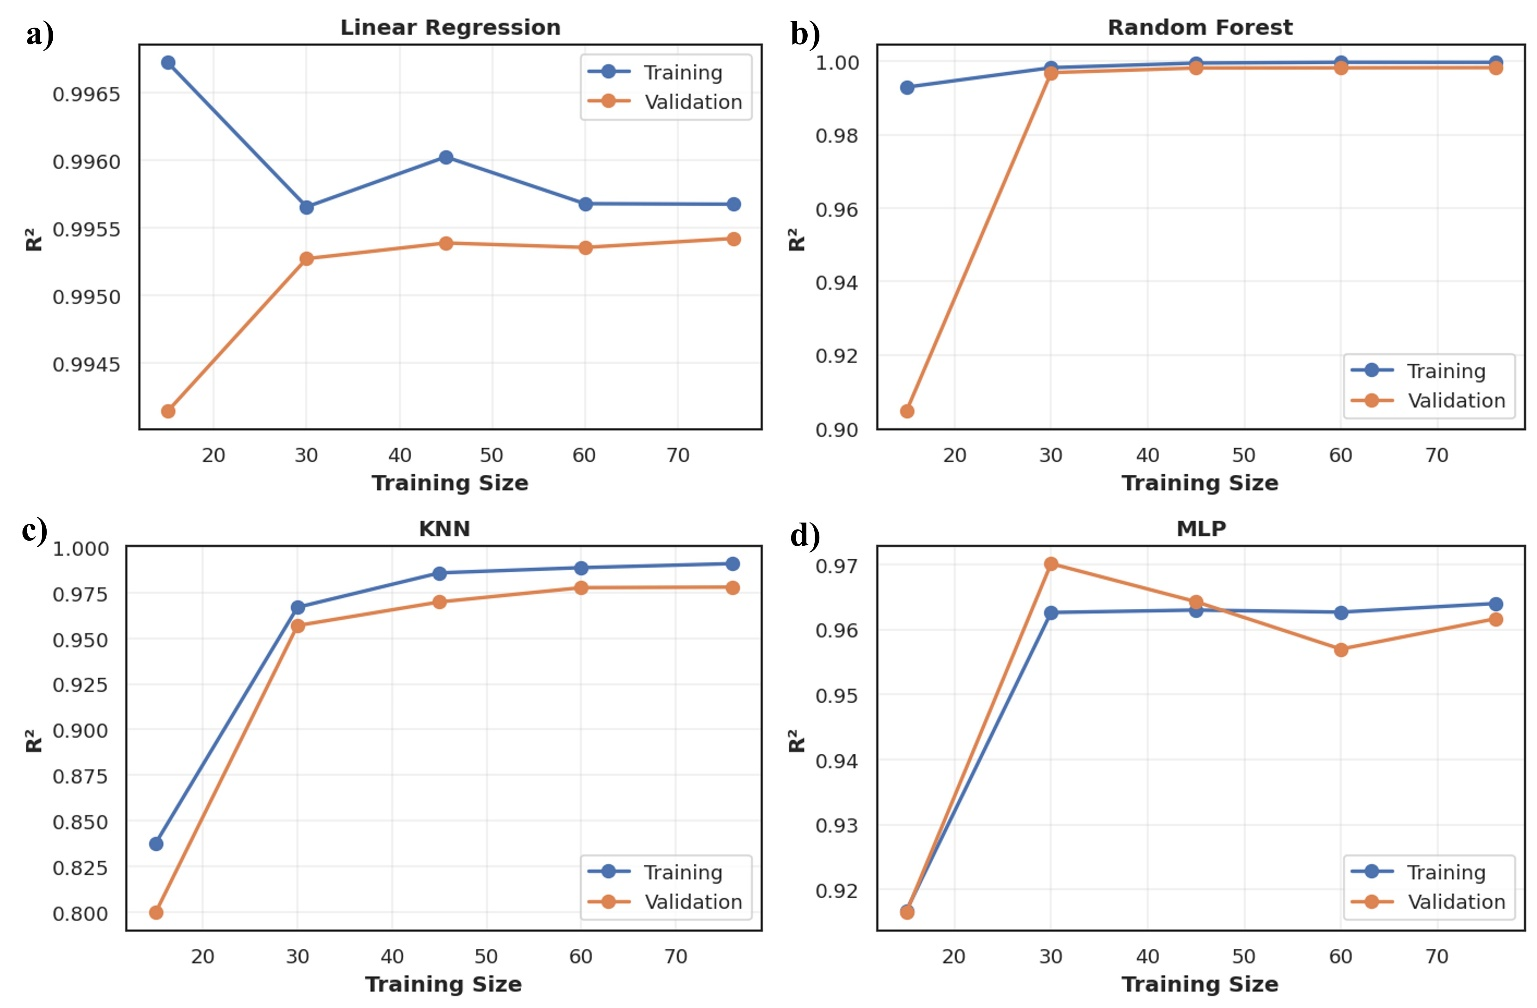 a)
Linear Regression
0.9965
0.9960
0.9955
0.9950
0.9945
R²
20 30 40 50 60 70
Training Size
Training
Validation
b)
Random Forest
1.00
0.98
0.96
0.94
0.92
0.90
R²
20 30 40 50 60 70
Training Size
Training
Validation
c)
KNN
1.000
0.975
0.950
0.925
0.900
0.875
0.850
0.825
0.800
R²
20 30 40 50 60 70
Training Size
Training
Validation
d)
MLP
0.97
0.96
0.95
0.94
0.93
0.92
R²
20 30 40 50 60 70
Training Size
Training
Validation